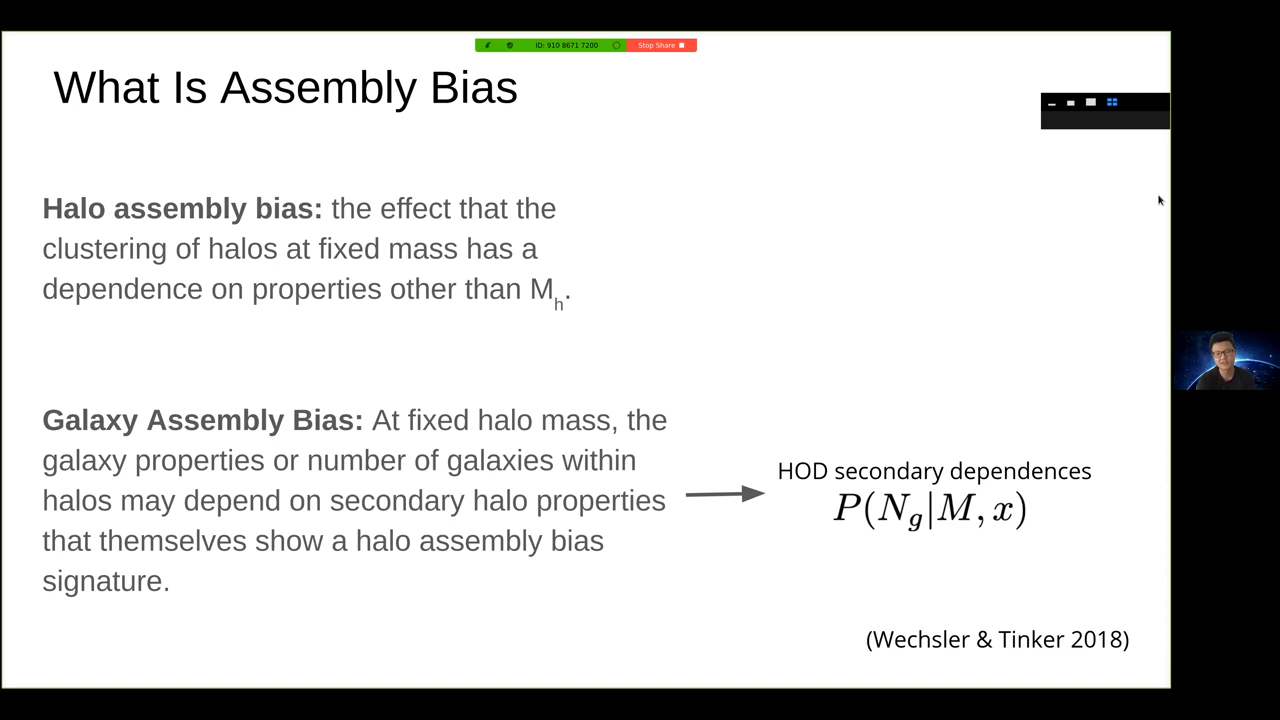 ID: 910 8671 7200
Stop Share
What Is Assembly Bias
Halo assembly bias: the effect that the
clustering of halos at fixed mass has a
dependence on properties other than M_h.
Galaxy Assembly Bias: At fixed halo mass, the
galaxy properties or number of galaxies within
halos may depend on secondary halo properties
that themselves show a halo assembly bias
signature.
HOD secondary dependences
P(N_g|M, x)
(Wechsler & Tinker 2018)